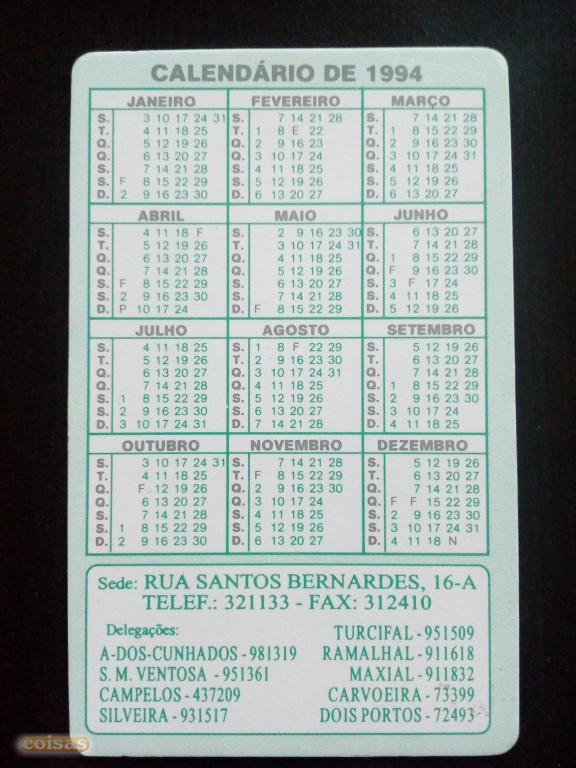 CALENDÁRIO DE 1994
JANEIRO FEVEREIRO MARÇO
S. 3 10 17 24 31 S. 7 14 21 28 S. 7 14 21 28
T. 4 11 18 25 T. 1 8 E 22 T. 1 8 15 22 29
Q. 5 12 19 26 Q. 2 9 16 23 Q. 2 9 16 23 30
Q. 6 13 20 27 Q. 3 10 17 24 Q. 3 10 17 24 31
S. 7 14 21 28 S. 4 11 18 25 S. 4 11 18 25
S. F 8 15 22 29 S. 5 12 19 26 S. 5 12 19 26
D. 2 9 16 23 30 D. 6 13 20 27 D. 6 13 20 27
ABRIL MAIO JUNHO
S. 4 11 18 F S. 2 9 16 23 30 S. 6 13 20 27
T. 5 12 19 26 T. 3 10 17 24 31 T. 7 14 21 28
Q. 6 13 20 27 Q. 4 11 18 25 Q. 1 8 15 22 29
Q. 7 14 21 28 Q. 5 12 19 26 Q. F 9 16 23 30
S. F 8 15 22 29 S. 6 13 20 27 S. 3 F 17 24
S. 2 9 16 23 30 S. 7 14 21 28 S. 4 11 18 25
D. P 10 17 24 D. F 8 15 22 29 D. 5 12 19 26
JULHO AGOSTO SETEMBRO
S. 4 11 18 25 S. 1 8 F 22 29 S. 5 12 19 26
T. 5 12 19 26 T. 2 9 16 23 30 T. 6 13 20 27
Q. 6 13 20 27 Q. 3 10 17 24 31 Q. 7 14 21 28
Q. 7 14 21 28 Q. 4 11 18 25 Q. 1 8 15 22 29
S. 1 8 15 22 29 S. 5 12 19 26 S. 2 9 16 23 30
S. 2 9 16 23 30 S. 6 13 20 27 S. 3 10 17 24
D. 3 10 17 24 31 D. 7 14 21 28 D. 4 11 18 25
OUTUBRO NOVEMBRO DEZEMBRO
S. 3 10 17 24 31 S. 7 14 21 28 S. 5 12 19 26
T. 4 11 18 25 T. F 8 15 22 29 T. 6 13 20 27
Q. F 12 19 26 Q. 2 9 16 23 30 Q. 7 14 21 28
Q. 6 13 20 27 Q. 3 10 17 24 Q. F F 15 22 29
S. 7 14 21 28 S. 4 11 18 25 S. 2 9 16 23 30
S. 1 8 15 22 29 S. 5 12 19 26 S. 3 10 17 24 31
D. 2 9 16 23 30 D. 6 13 20 27 D. 4 11 18 N
Sede: RUA SANTOS BERNARDES, 16-A
TELEF.: 321133 - FAX: 312410
Delegações: TURCIFAL - 951509
A-DOS-CUNHADOS - 981319 RAMALHAL - 911618
S. M. VENTOSA - 951361 MAXIAL - 911832
CAMPELOS - 437209 CARVOEIRA - 73399
SILVEIRA - 931517 DOIS PORTOS - 72493
coisas